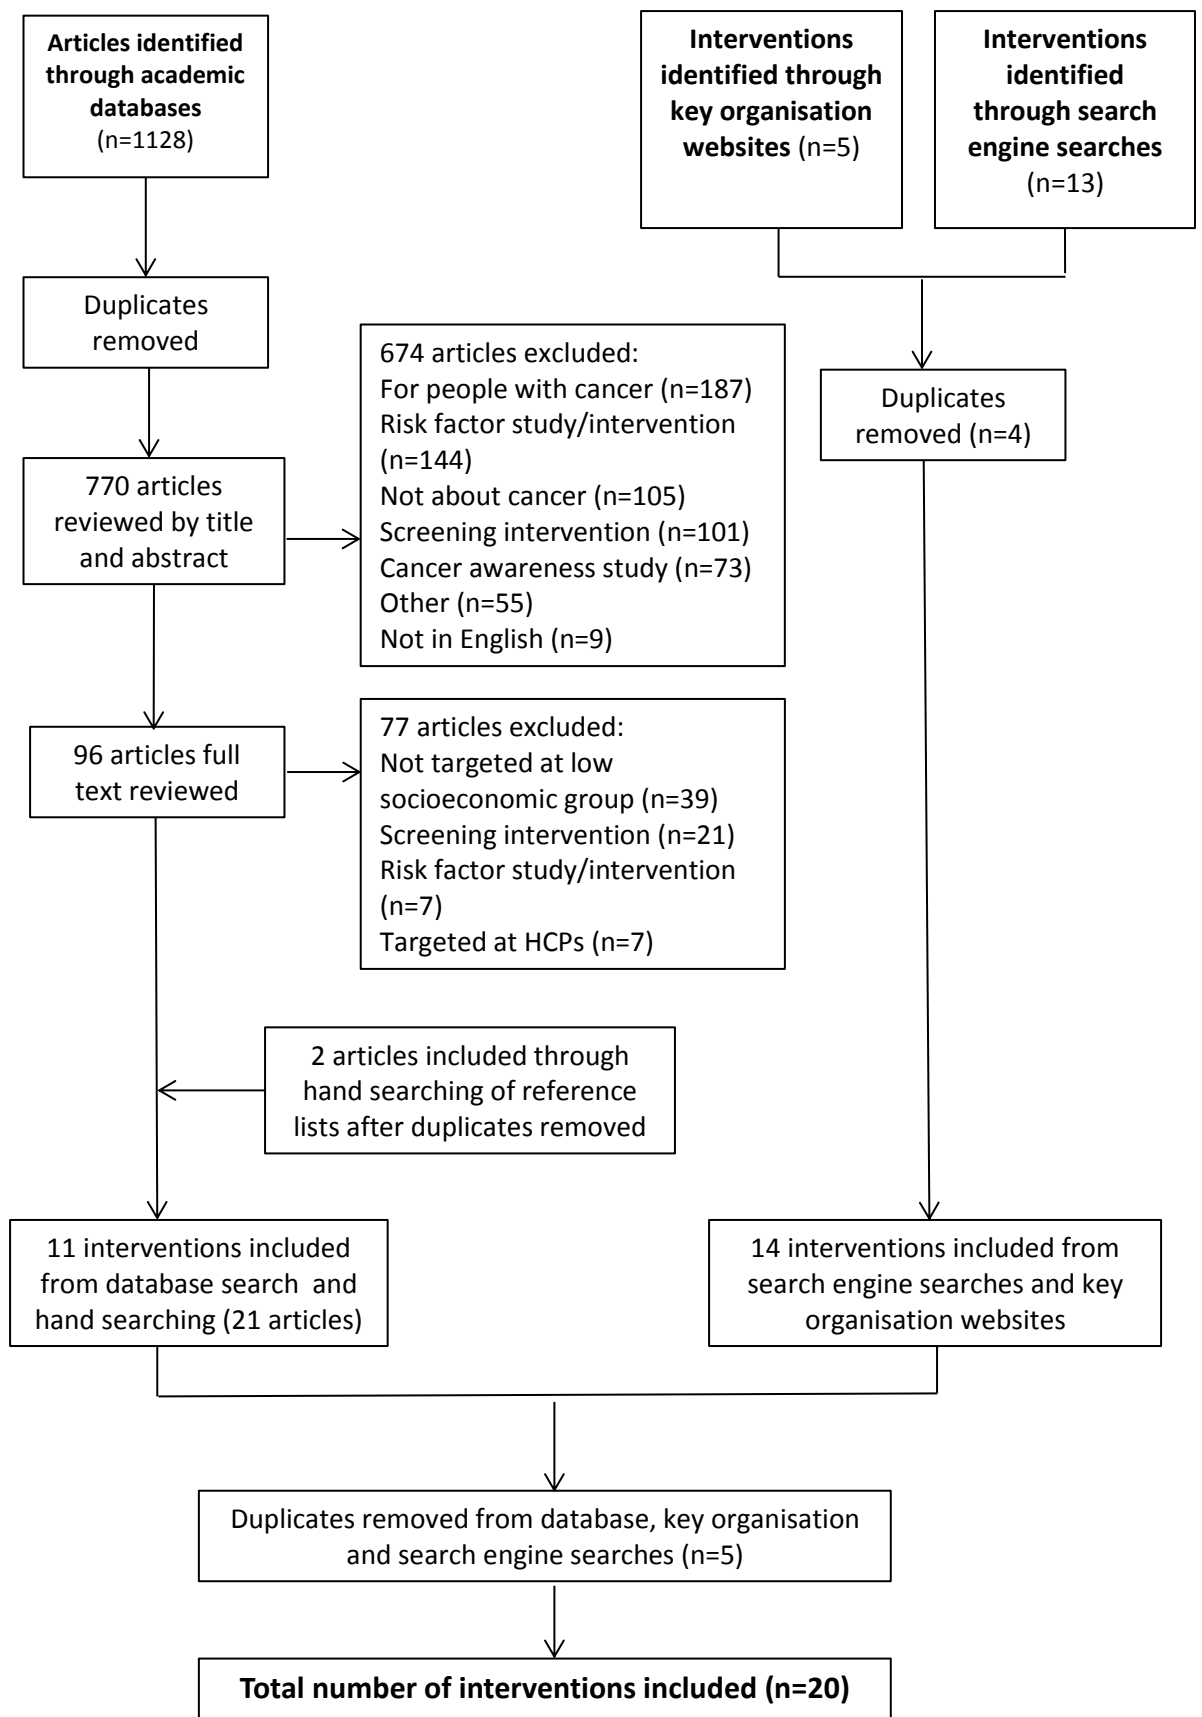 Articles identified
through academic
databases
(n=1128)
Interventions
identified through
key organisation
websites (n=5)
Interventions
identified
through search
engine searches
(n=13)
Duplicates
removed
674 articles excluded:
For people with cancer (n=187)
Risk factor study/intervention
(n=144)
Not about cancer (n=105)
Screening intervention (n=101)
Cancer awareness study (n=73)
Other (n=55)
Not in English (n=9)
Duplicates
removed (n=4)
770 articles
reviewed by title
and abstract
96 articles full
text reviewed
77 articles excluded:
Not targeted at low
socioeconomic group (n=39)
Screening intervention (n=21)
Risk factor study/intervention
(n=7)
Targeted at HCPs (n=7)
2 articles included through
hand searching of reference
lists after duplicates removed
11 interventions included
from database search and
hand searching (21 articles)
14 interventions included from
search engine searches and key
organisation websites
Duplicates removed from database, key organisation
and search engine searches (n=5)
Total number of interventions included (n=20)